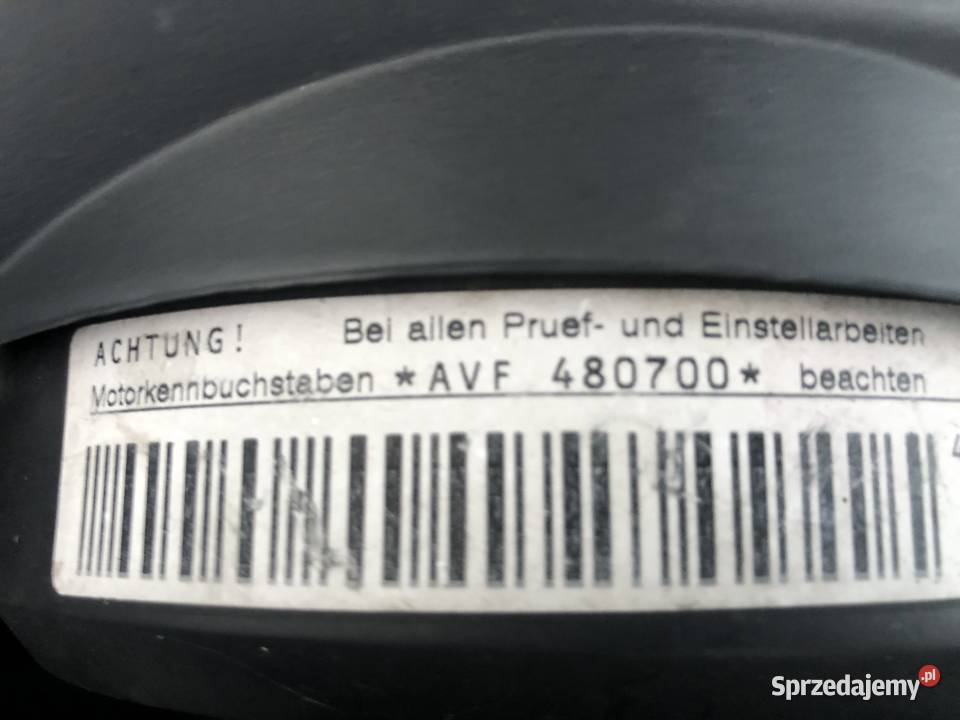 ACHTUNG! Bei allen Pruef- und Einstellarbeiten
Motorkennbuchstaben *AVF 480700* beachten
Sprzedajemy.pl